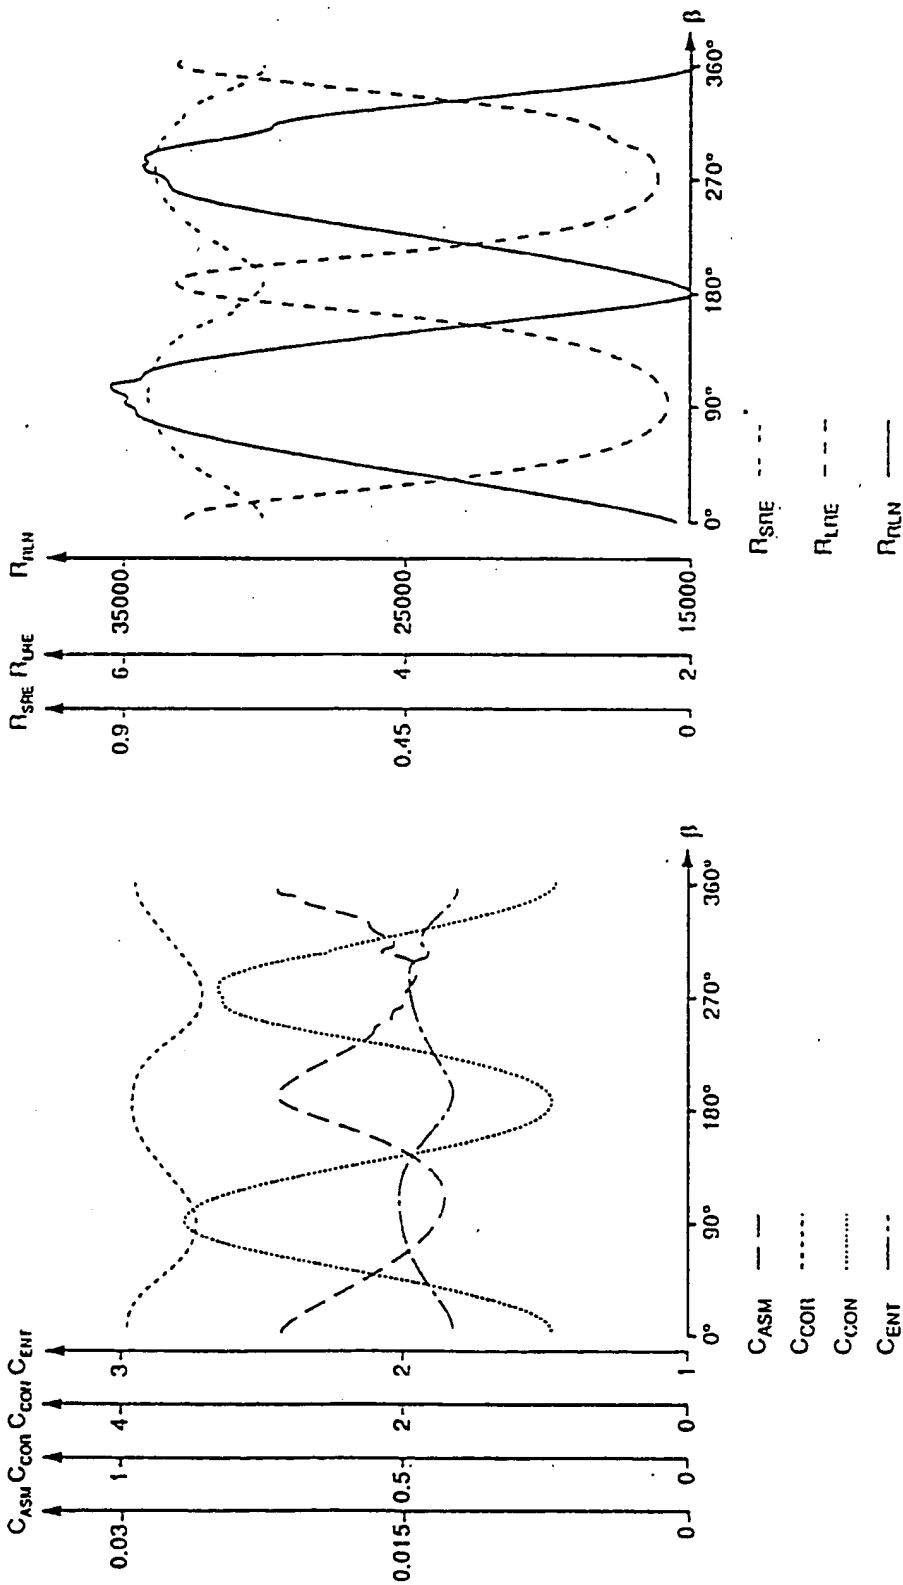 C_ASM C_COR C_CON C_ENT
0.03 1 4 3
0.015 0.5 2 2
0 0 0 1
0° 90° 180° 270° 360° β
C_ASM
C_COR
C_CON
C_ENT
R_SRE R_LRE R_RLN
0.9 6 35000
0.45 4 25000
0 2 15000
0° 90° 180° 270° 360° β
R_SRE
R_LRE
R_RLN